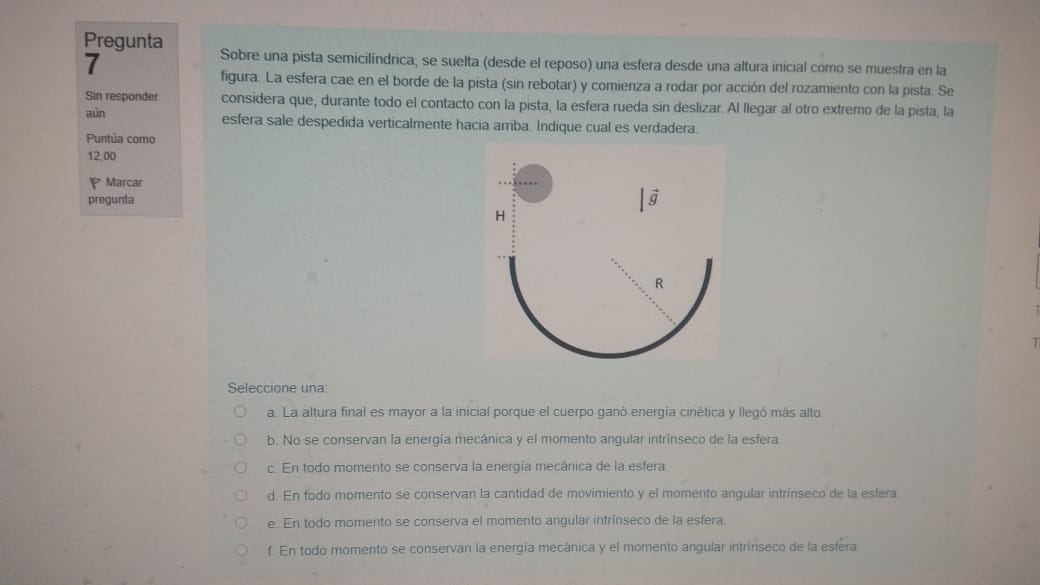 Pregunta
7
Sin responder
aún
Puntúa como
12,00
Marcar
pregunta
Sobre una pista semicilíndrica, se suelta (desde el reposo) una esfera desde una altura inicial como se muestra en la
figura. La esfera cae en el borde de la pista (sin rebotar) y comienza a rodar por acción del rozamiento con la pista. Se
considera que, durante todo el contacto con la pista, la esfera rueda sin deslizar. Al llegar al otro extremo de la pista, la
esfera sale despedida verticalmente hacia arriba. Indique cual es verdadera.
g
H
R
Seleccione una:
a. La altura final es mayor a la inicial porque el cuerpo ganó energía cinética y llegó más alto.
b. No se conservan la energía mecánica y el momento angular intrínseco de la esfera.
c. En todo momento se conserva la energía mecánica de la esfera.
d. En todo momento se conservan la cantidad de movimiento y el momento angular intrínseco de la esfera.
e. En todo momento se conserva el momento angular intrínseco de la esfera.
f. En todo momento se conservan la energía mecánica y el momento angular intrínseco de la esfera.